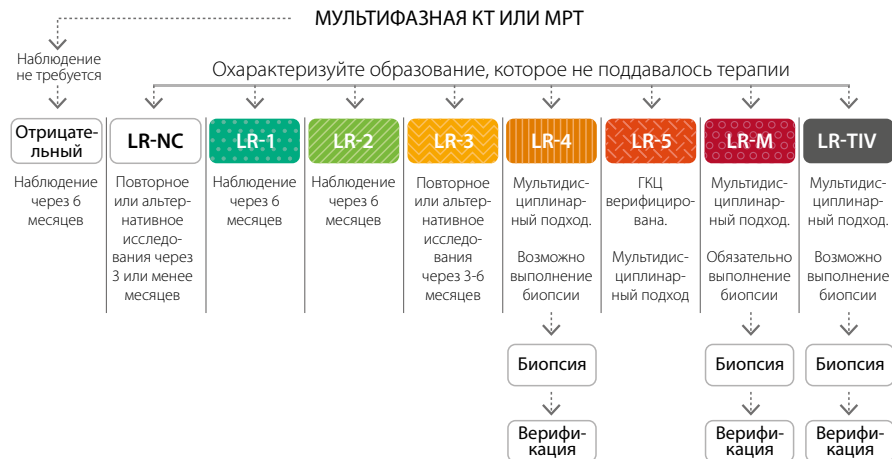 МУЛЬТИФАЗНАЯ КТ ИЛИ МРТ
Наблюдение
не требуется
Охарактеризуйте образование, которое не поддавалось терапии
Отрицате-
льный
Наблюдение
через 6
месяцев
LR-NC
Повторное
или альтер-
нативное
исследо-
вания через
3 или менее
месяцев
LR-1
Наблюдение
через 6
месяцев
LR-2
Наблюдение
через 6
месяцев
LR-3
Повторное
или альтер-
нативное
исследо-
вания
через 3-6
месяцев
LR-4
Мультидис-
циплинар-
ный подход.
Возможно
выполнение
биопсии
Биопсия
Верифи-
кация
LR-5
ГКЦ
верифициро-
вана.
Мультидис-
циплинар-
ный подход
LR-M
Мультидис-
циплинар-
ный подход.
Обязательно
выполнение
биопсии
Биопсия
Верифи-
кация
LR-TIV
Мультидис-
циплинар-
ный подход.
Возможно
выполнение
биопсии
Биопсия
Верифи-
кация